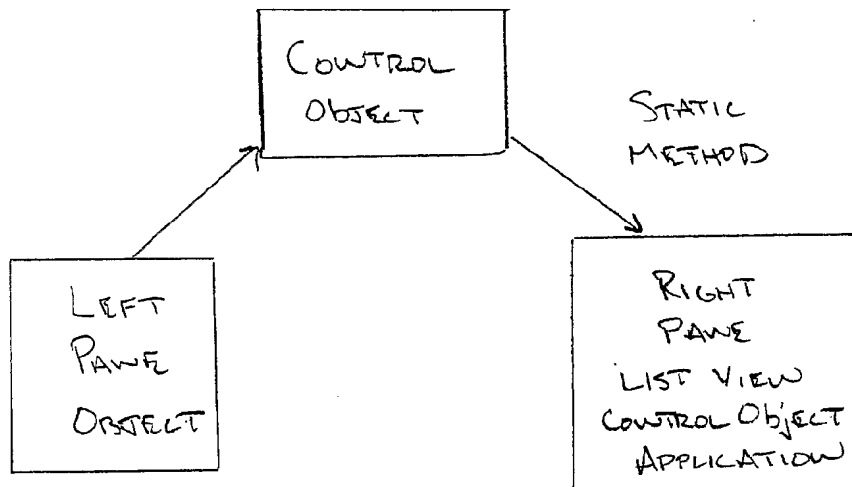 CONTROL
OBJECT
STATIC
METHOD
LEFT
PANE
OBJECT
RIGHT
PANE
LIST VIEW
CONTROL OBJECT
APPLICATION